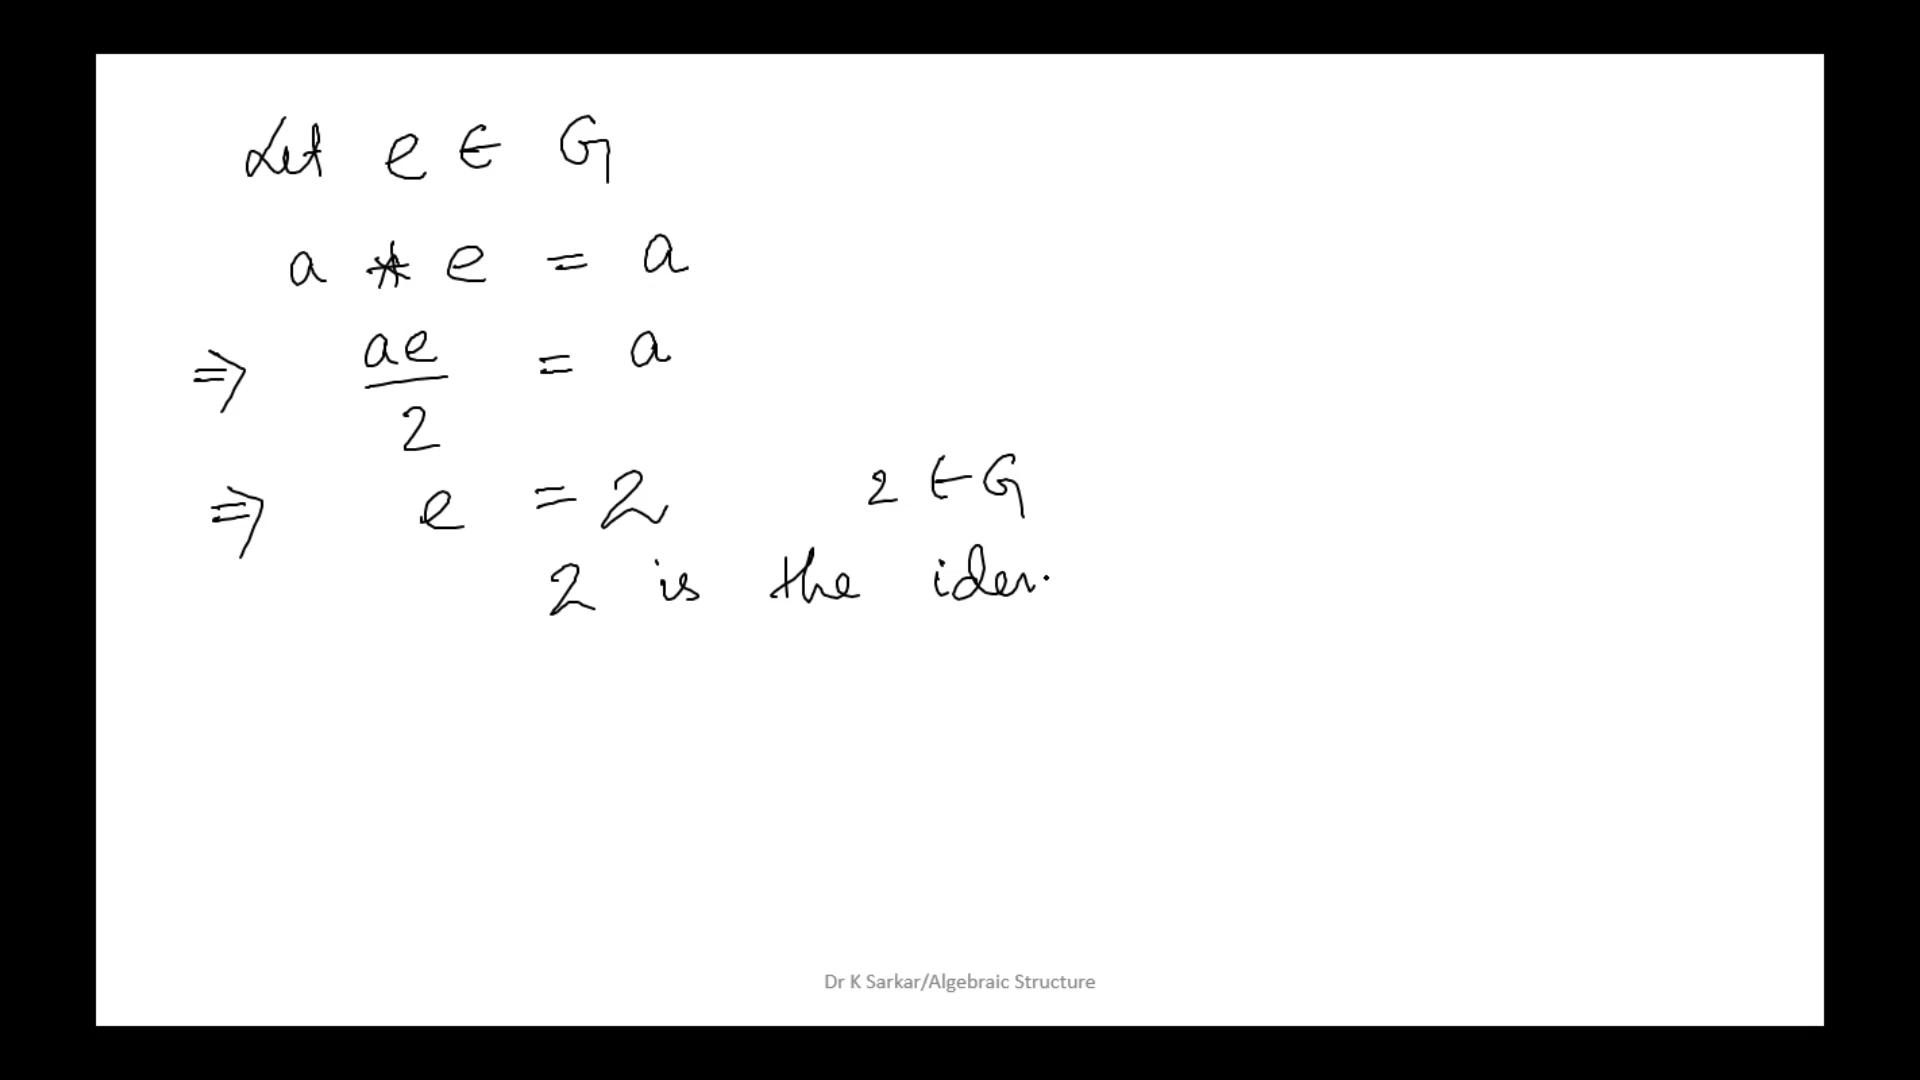 Let e ∈ G
a * e = a
⇒ ae/2 = a
⇒ e = 2 2 ∈ G
2 is the iden.
Dr K Sarkar/Algebraic Structure